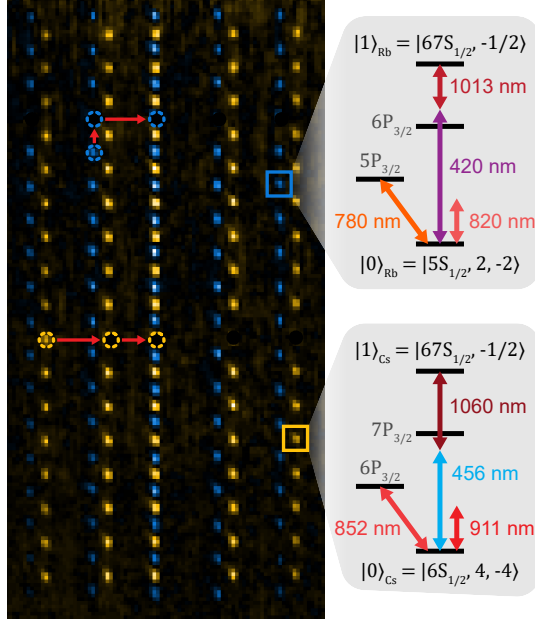 |1⟩Rb = |67S1/2, -1/2⟩
1013 nm
6P3/2
5P3/2
420 nm
780 nm
820 nm
|0⟩Rb = |5S1/2, 2, -2⟩
|1⟩Cs = |67S1/2, -1/2⟩
1060 nm
7P3/2
6P3/2
456 nm
852 nm
911 nm
|0⟩Cs = |6S1/2, 4, -4⟩